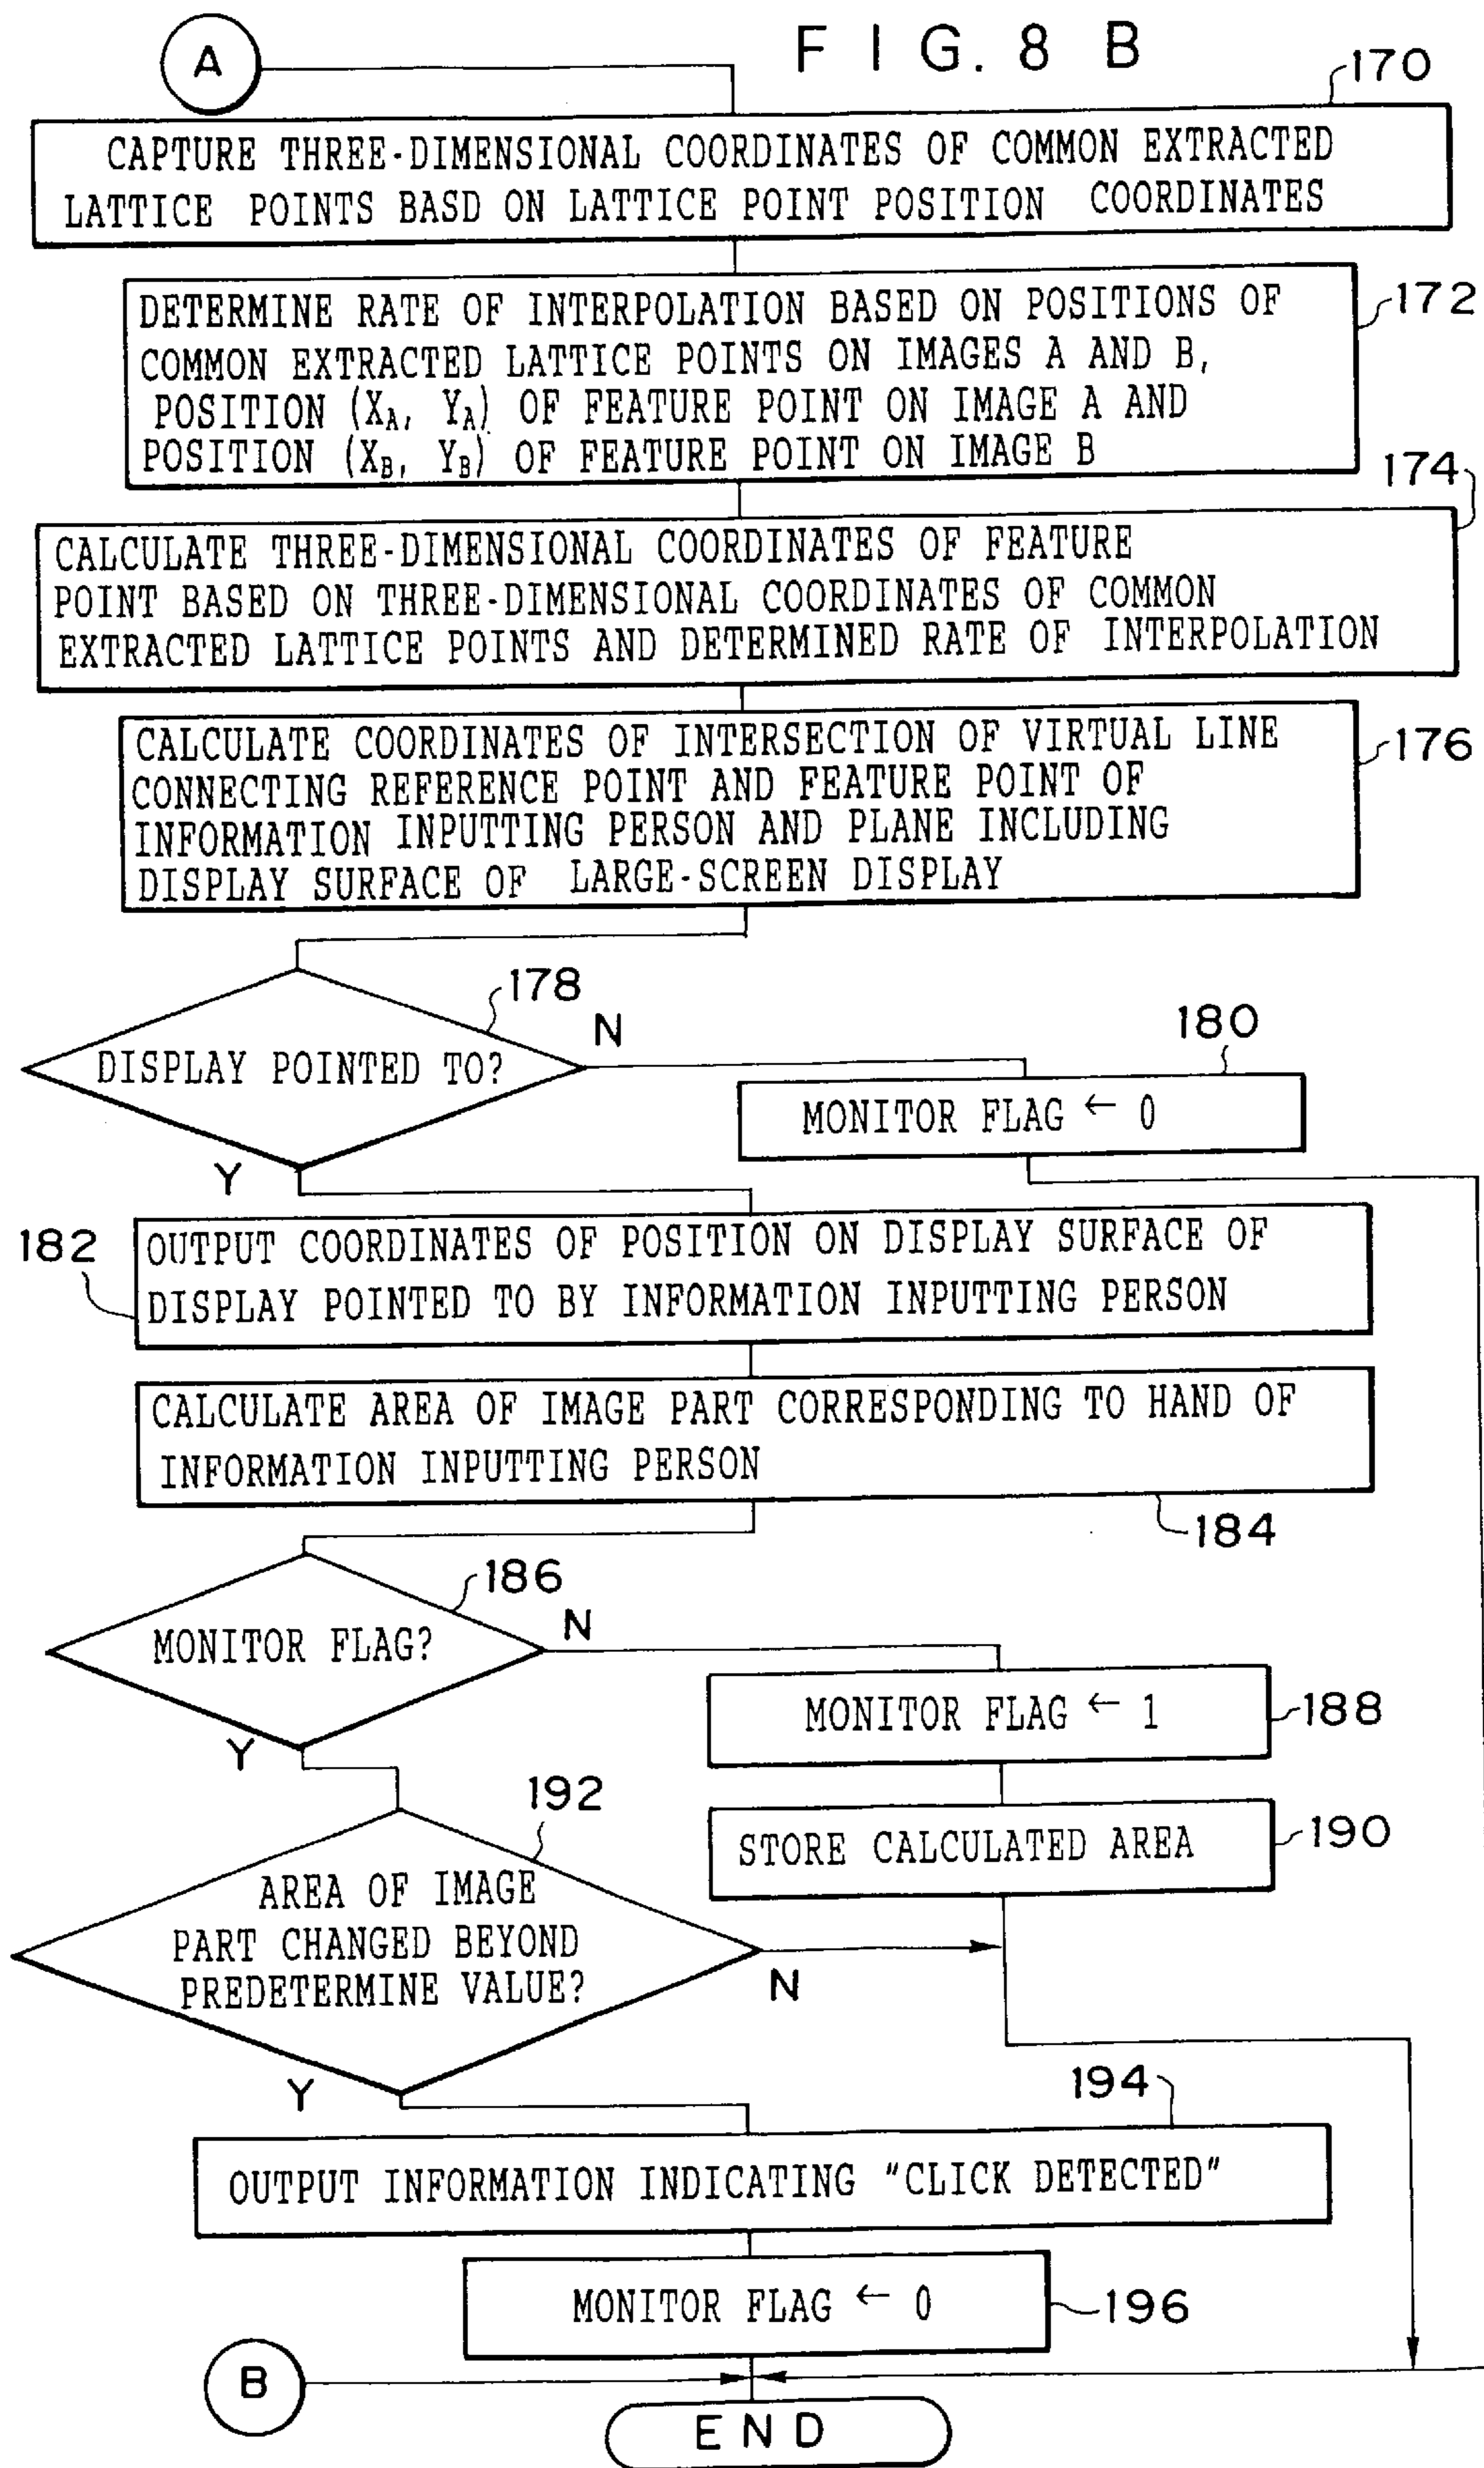 FIG. 8 B
A
170
CAPTURE THREE-DIMENSIONAL COORDINATES OF COMMON EXTRACTED
LATTICE POINTS BASD ON LATTICE POINT POSITION COORDINATES
172
DETERMINE RATE OF INTERPOLATION BASED ON POSITIONS OF
COMMON EXTRACTED LATTICE POINTS ON IMAGES A AND B,
POSITION (XA, YA) OF FEATURE POINT ON IMAGE A AND
POSITION (XB, YB) OF FEATURE POINT ON IMAGE B
174
CALCULATE THREE-DIMENSIONAL COORDINATES OF FEATURE
POINT BASED ON THREE-DIMENSIONAL COORDINATES OF COMMON
EXTRACTED LATTICE POINTS AND DETERMINED RATE OF INTERPOLATION
176
CALCULATE COORDINATES OF INTERSECTION OF VIRTUAL LINE
CONNECTING REFERENCE POINT AND FEATURE POINT OF
INFORMATION INPUTTING PERSON AND PLANE INCLUDING
DISPLAY SURFACE OF LARGE-SCREEN DISPLAY
178
DISPLAY POINTED TO?
N
180
MONITOR FLAG ← 0
Y
182
OUTPUT COORDINATES OF POSITION ON DISPLAY SURFACE OF
DISPLAY POINTED TO BY INFORMATION INPUTTING PERSON
CALCULATE AREA OF IMAGE PART CORRESPONDING TO HAND OF
INFORMATION INPUTTING PERSON
184
186
MONITOR FLAG?
N
MONITOR FLAG ← 1
188
Y
192
STORE CALCULATED AREA
190
AREA OF IMAGE
PART CHANGED BEYOND
PREDETERMINE VALUE?
N
Y
194
OUTPUT INFORMATION INDICATING "CLICK DETECTED"
MONITOR FLAG ← 0
196
B
END